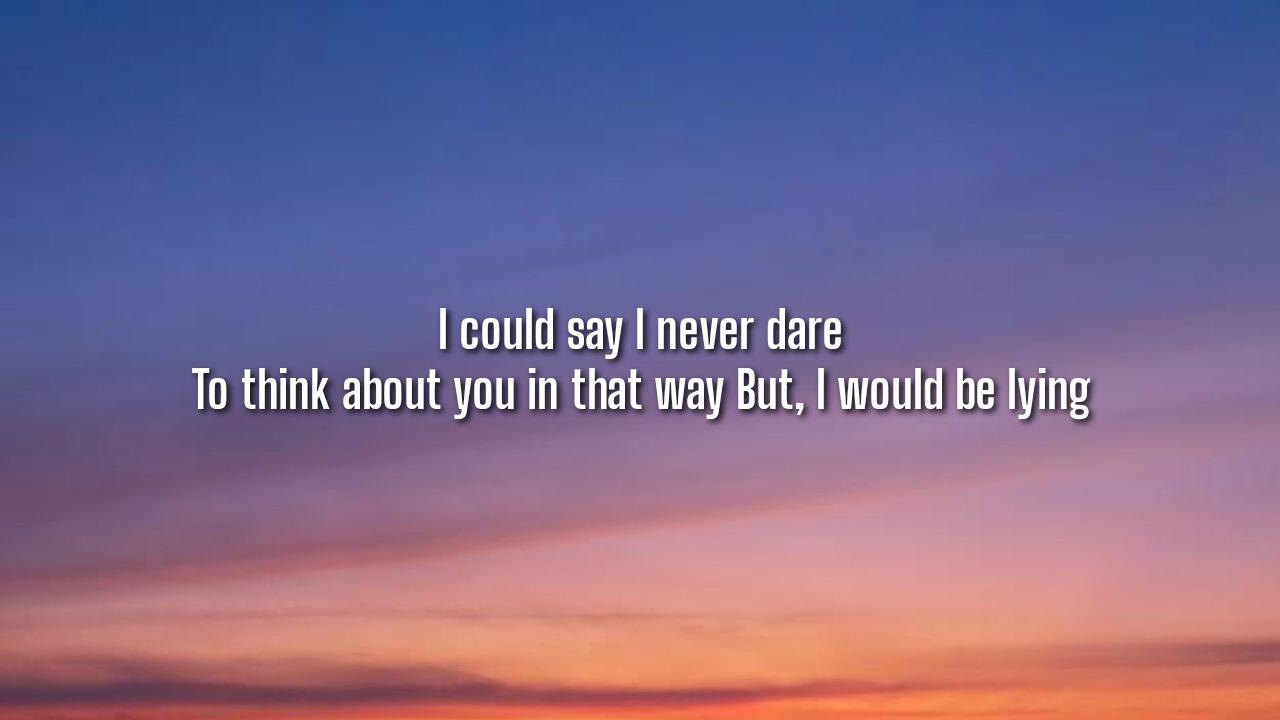 I could say I never dare
To think about you in that way But, I would be lying